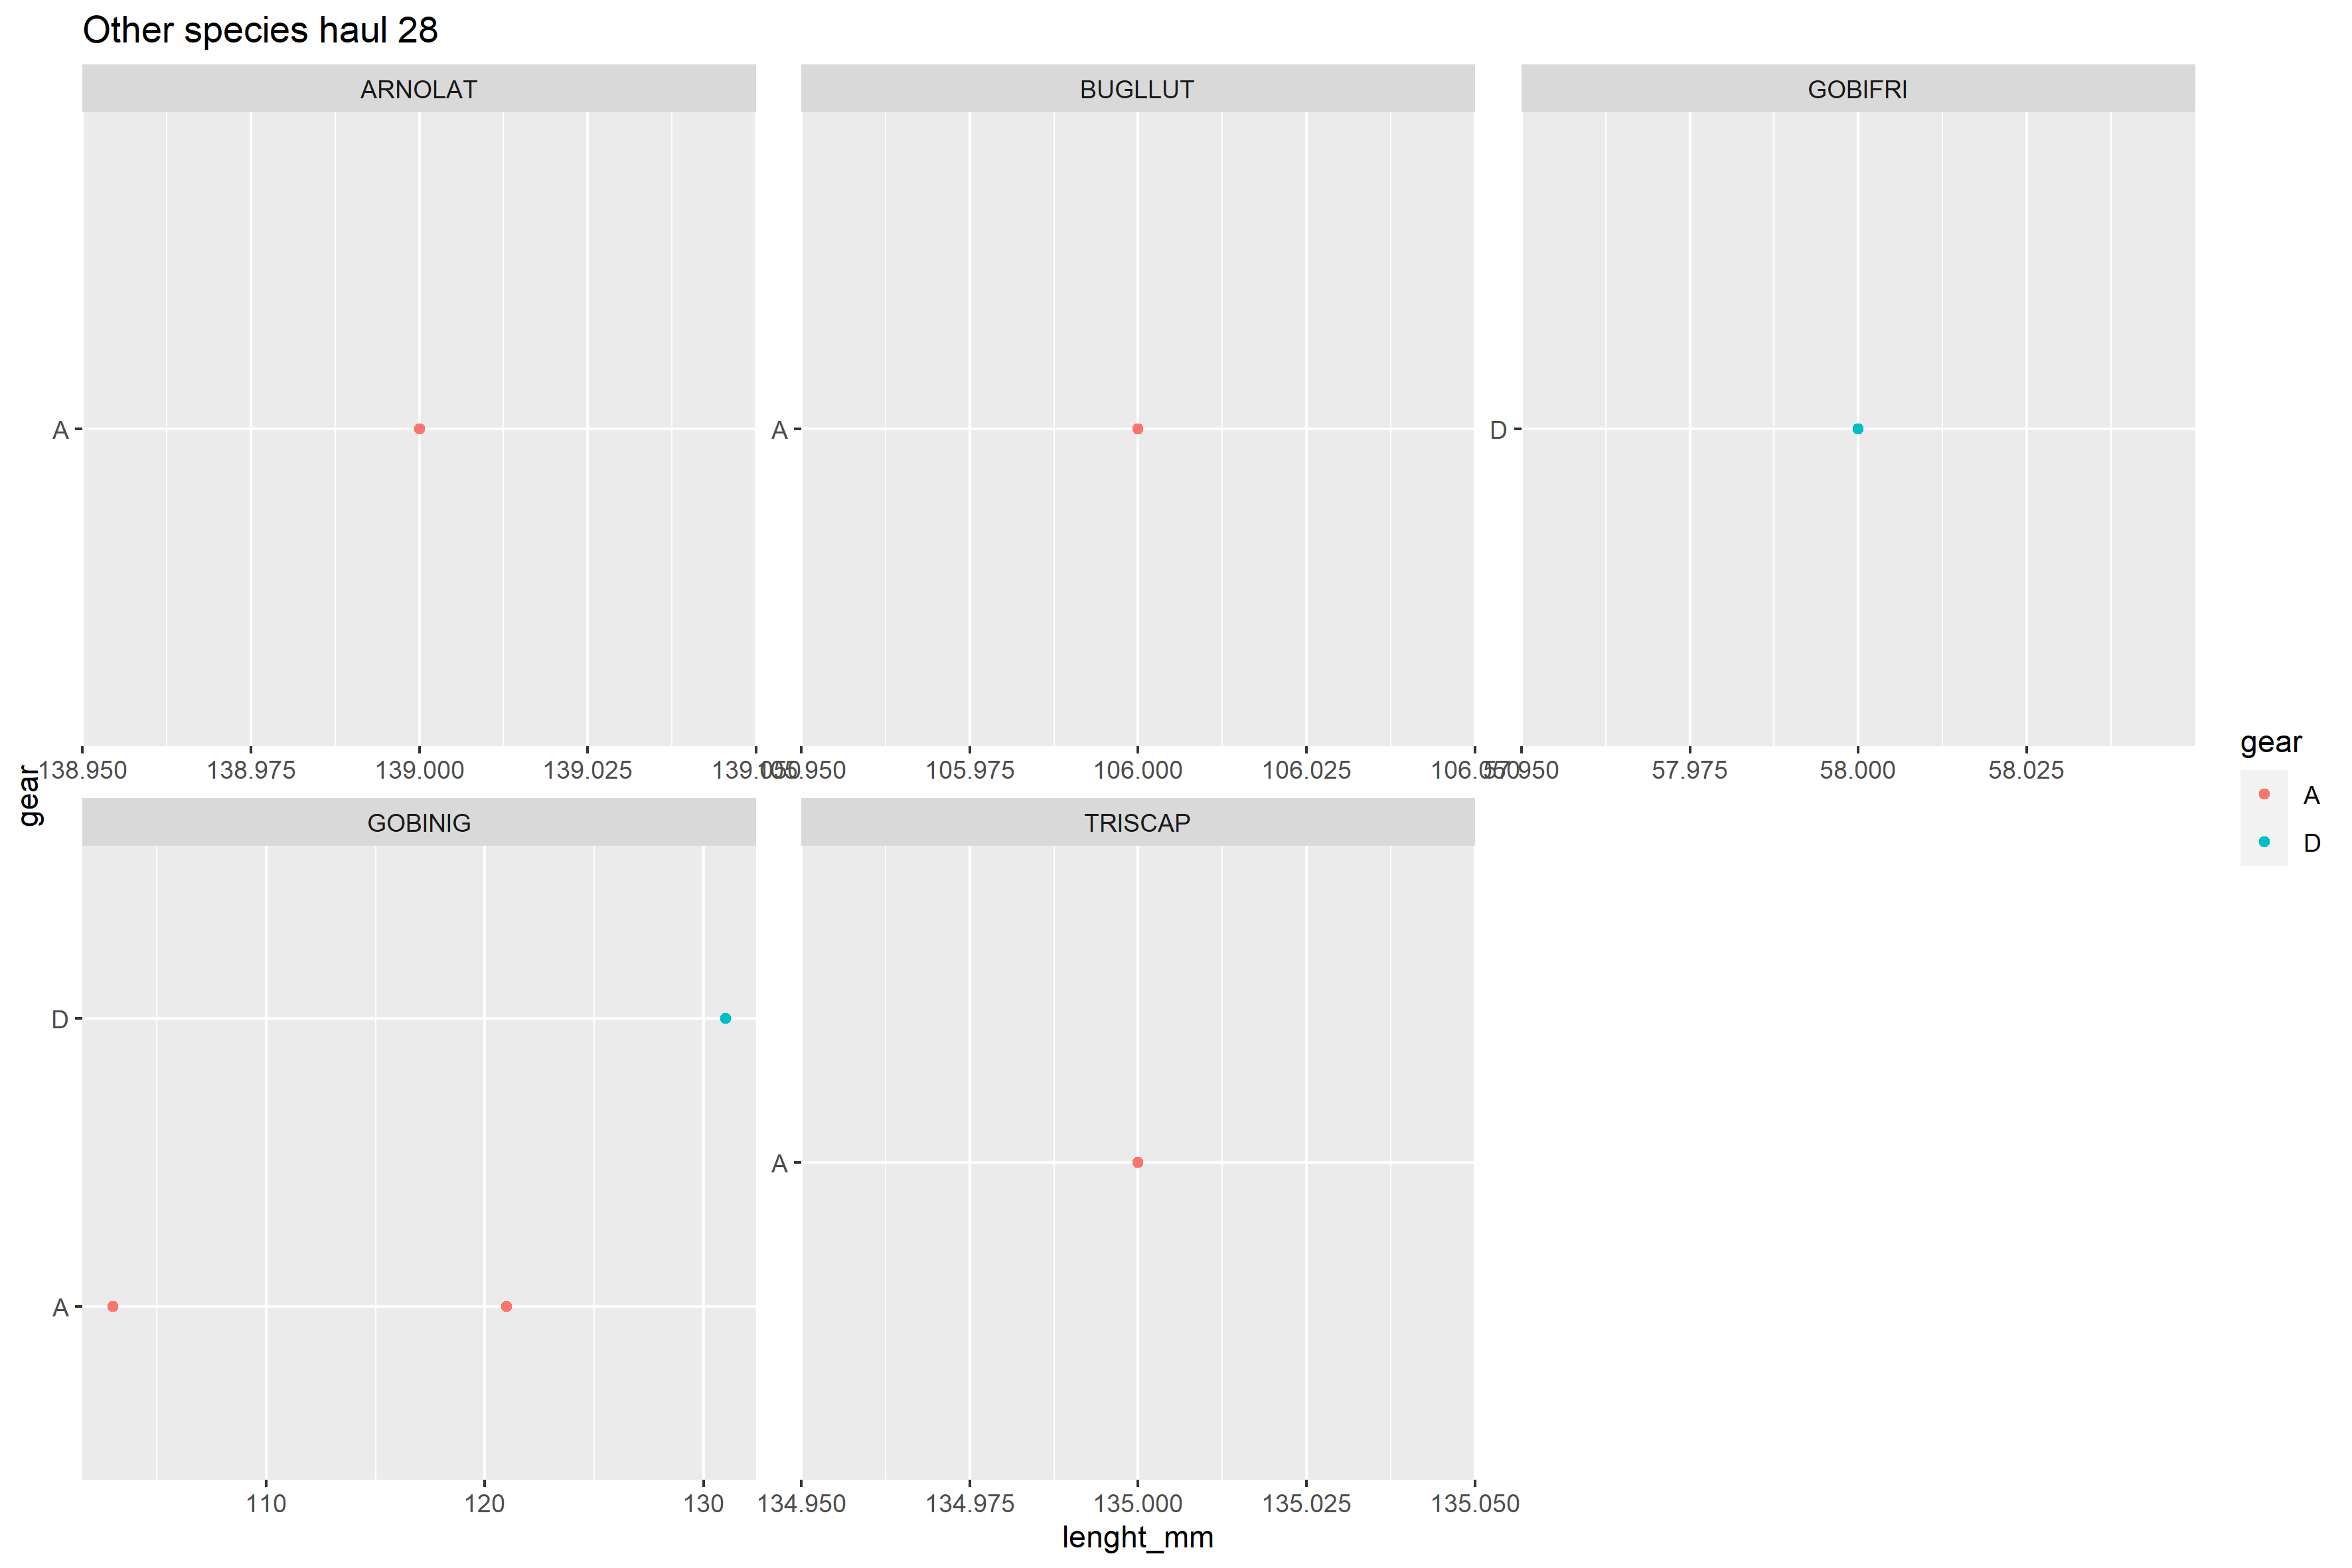 Other species haul 28
ARNOLAT BUGLLUT GOBIFRI
A A D
138.950 138.975 139.000 139.025 139.050 105.950 105.975 106.000 106.025 106.050 57.950 57.975 58.000 58.025
gear
GOBINIG TRISCAP
D
A
A
110 120 130 134.950 134.975 135.000 135.025 135.050
lenght_mm
gear
A
D